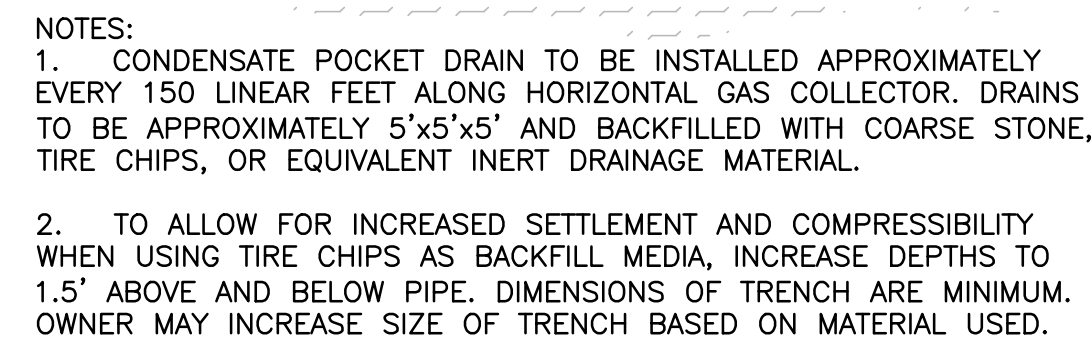 NOTES:
1. CONDENSATE POCKET DRAIN TO BE INSTALLED APPROXIMATELY
EVERY 150 LINEAR FEET ALONG HORIZONTAL GAS COLLECTOR. DRAINS
TO BE APPROXIMATELY 5'x5'x5' AND BACKFILLED WITH COARSE STONE,
TIRE CHIPS, OR EQUIVALENT INERT DRAINAGE MATERIAL.
2. TO ALLOW FOR INCREASED SETTLEMENT AND COMPRESSIBILITY
WHEN USING TIRE CHIPS AS BACKFILL MEDIA, INCREASE DEPTHS TO
1.5' ABOVE AND BELOW PIPE. DIMENSIONS OF TRENCH ARE MINIMUM.
OWNER MAY INCREASE SIZE OF TRENCH BASED ON MATERIAL USED.